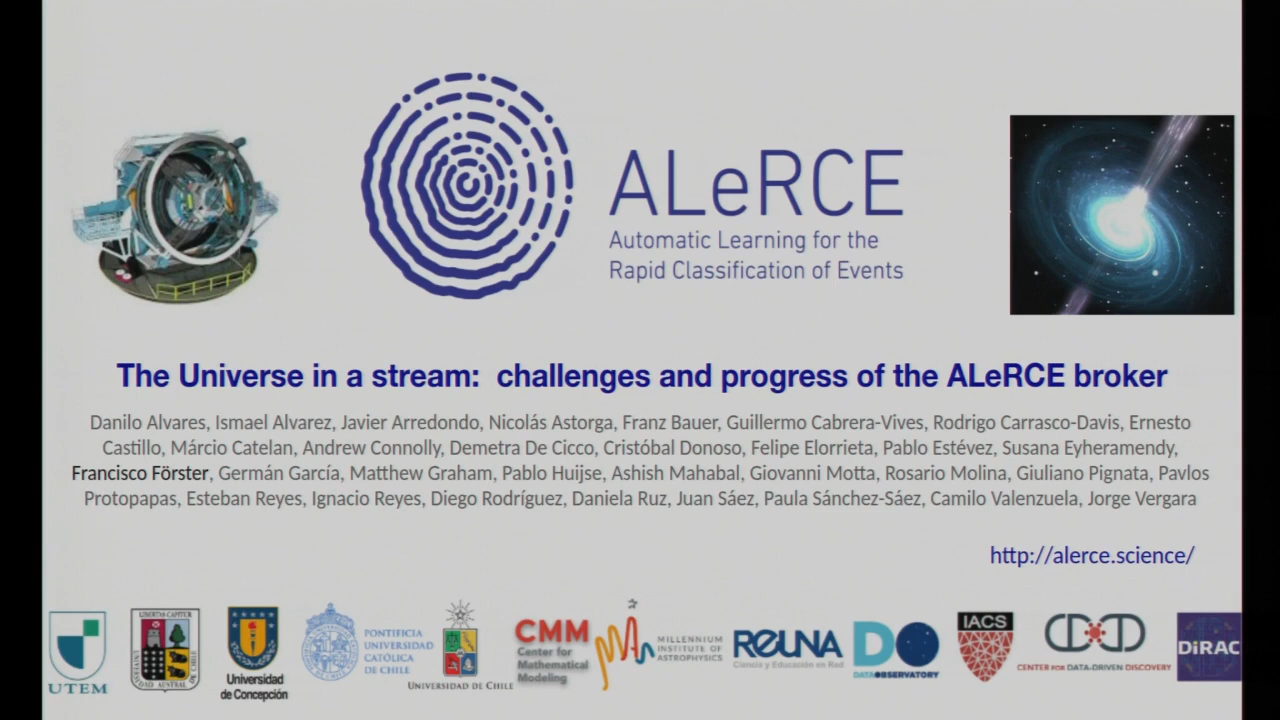 ALeRCE
Automatic Learning for the
Rapid Classification of Events
The Universe in a stream: challenges and progress of the ALeRCE broker
Danilo Alvares, Ismael Alvarez, Javier Arredondo, Nicolás Astorga, Franz Bauer, Guillermo Cabrera-Vives, Rodrigo Carrasco-Davis, Ernesto
Castillo, Márcio Catelan, Andrew Connolly, Demetra De Cicco, Cristóbal Donoso, Felipe Elorrieta, Pablo Estévez, Susana Eyheramendy,
Francisco Förster, Germán García, Matthew Graham, Pablo Huijse, Ashish Mahabal, Giovanni Motta, Rosario Molina, Giuliano Pignata, Pavlos
Protopapas, Esteban Reyes, Ignacio Reyes, Diego Rodríguez, Daniela Ruz, Juan Sáez, Paula Sánchez-Sáez, Camilo Valenzuela, Jorge Vergara
http://alerce.science/
UTEM
LIBERTAS CAPITUR
Universidad
de Concepción
PONTIFICIA
UNIVERSIDAD
CATÓLICA
DE CHILE
UNIVERSIDAD DE CHILE
CMM
Center for
Mathematical
Modeling
MILLENNIUM
INSTITUTE OF
ASTROPHYSICS
REUNA
Ciencia y Educación en Red
DO
DATA OBSERVATORY
IACS
CENTER FOR DATA-DRIVEN DISCOVERY
DiRAC